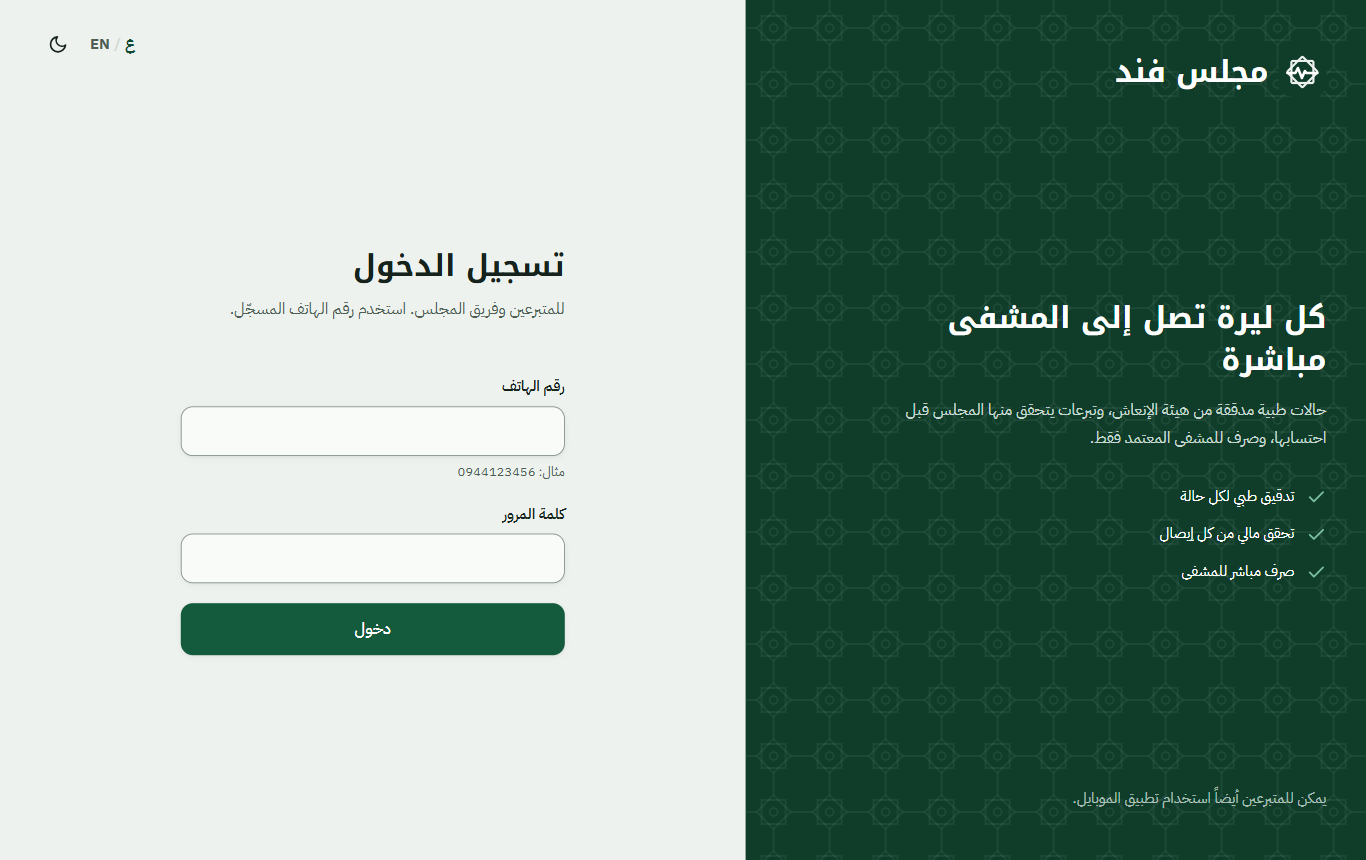 مجلس فند
كل ليرة تصل إلى المشفى
مباشرة
حالات طبية مدققة من هيئة الإنعاش، وتبرعات يتحقق منها المجلس قبل
احتسابها، وصرف للمشفى المعتمد فقط.
تدقيق طبي لكل حالة
تحقق مالي من كل إيصال
صرف مباشر للمشفى
يمكن للمتبرعين أيضاً استخدام تطبيق الموبايل.
ع / EN
تسجيل الدخول
للمتبرعين وفريق المجلس. استخدم رقم الهاتف المسجّل.
رقم الهاتف
مثال: 0944123456
كلمة المرور
دخول